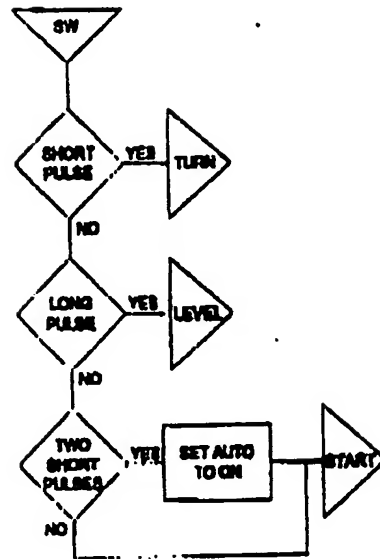 SW
SHORT
PULSE
YES
TURN
NO
LONG
PULSE
YES
LEVEL
NO
TWO
SHORT
PULSES
YES
SET AUTO
TO ON
START
NO